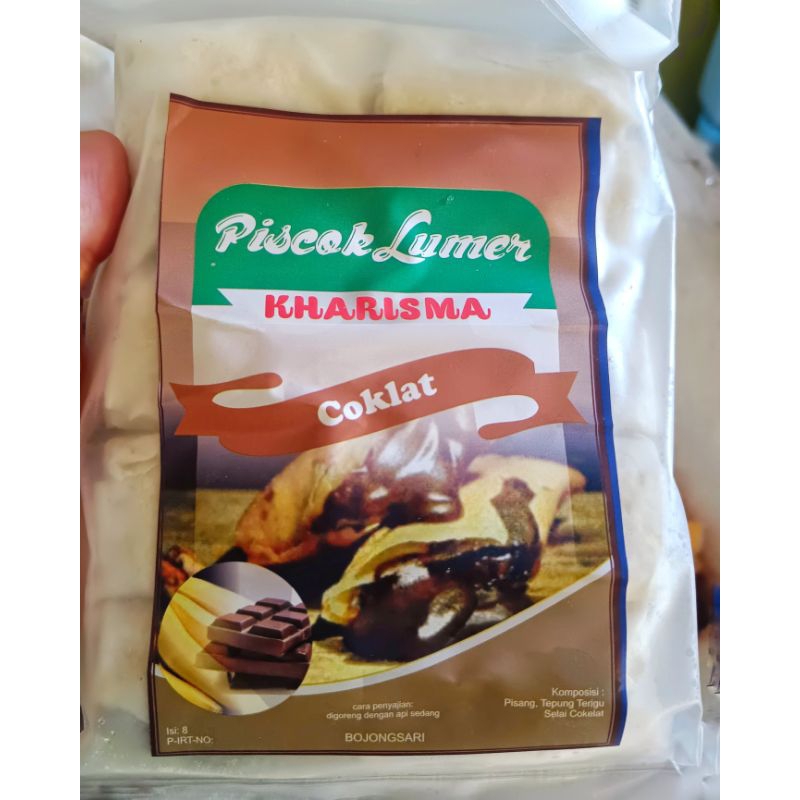 Piscok Lumer
KHARISMA
Coklat
Komposisi :
Pisang, Tepung Terigu
Selai Cokelat
cara penyajian:
digoreng dengan api sedang
Isi: 8
P-IRT-NO:
BOJONGSARI